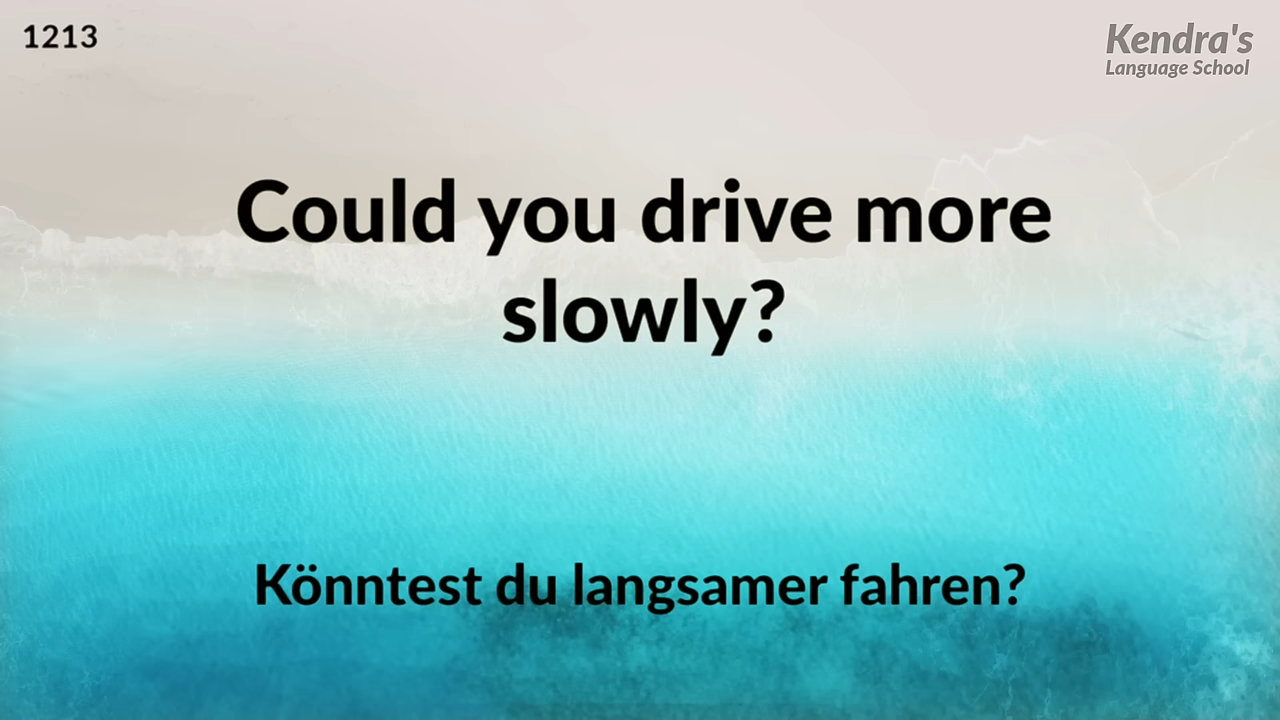 1213
Kendra's
Language School
Could you drive more
slowly?
Könntest du langsamer fahren?